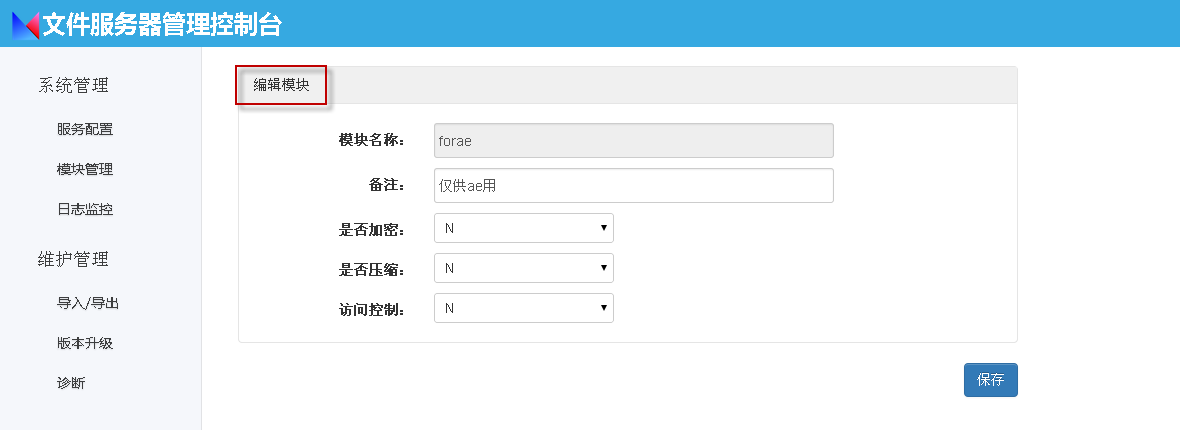 文件服务器管理控制台
系统管理
服务配置
模块管理
日志监控
维护管理
导入/导出
版本升级
诊断
编辑模块
模块名称： forae
备注： 仅供ae用
是否加密： N
是否压缩： N
访问控制： N
保存